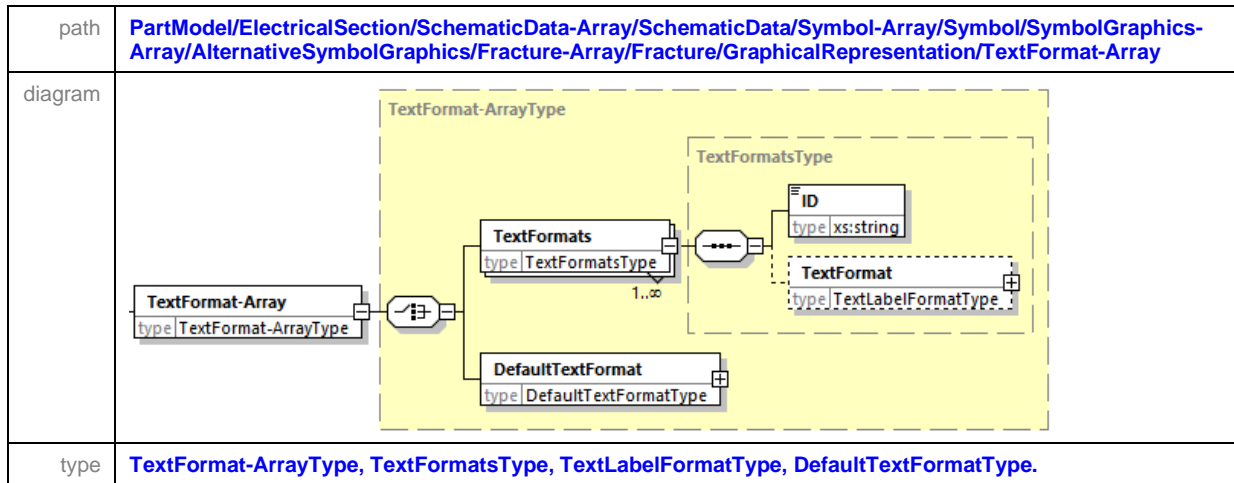 path
PartModel/ElectricalSection/SchematicData-Array/SchematicData/Symbol-Array/Symbol/SymbolGraphics-
Array/AlternativeSymbolGraphics/Fracture-Array/Fracture/GraphicalRepresentation/TextFormat-Array
diagram
TextFormat-ArrayType
TextFormatsType
ID
type xs:string
TextFormats
type TextFormatsType
1..∞
TextFormat
type TextLabelFormatType
TextFormat-Array
type TextFormat-ArrayType
DefaultTextFormat
type DefaultTextFormatType
type
TextFormat-ArrayType, TextFormatsType, TextLabelFormatType, DefaultTextFormatType.